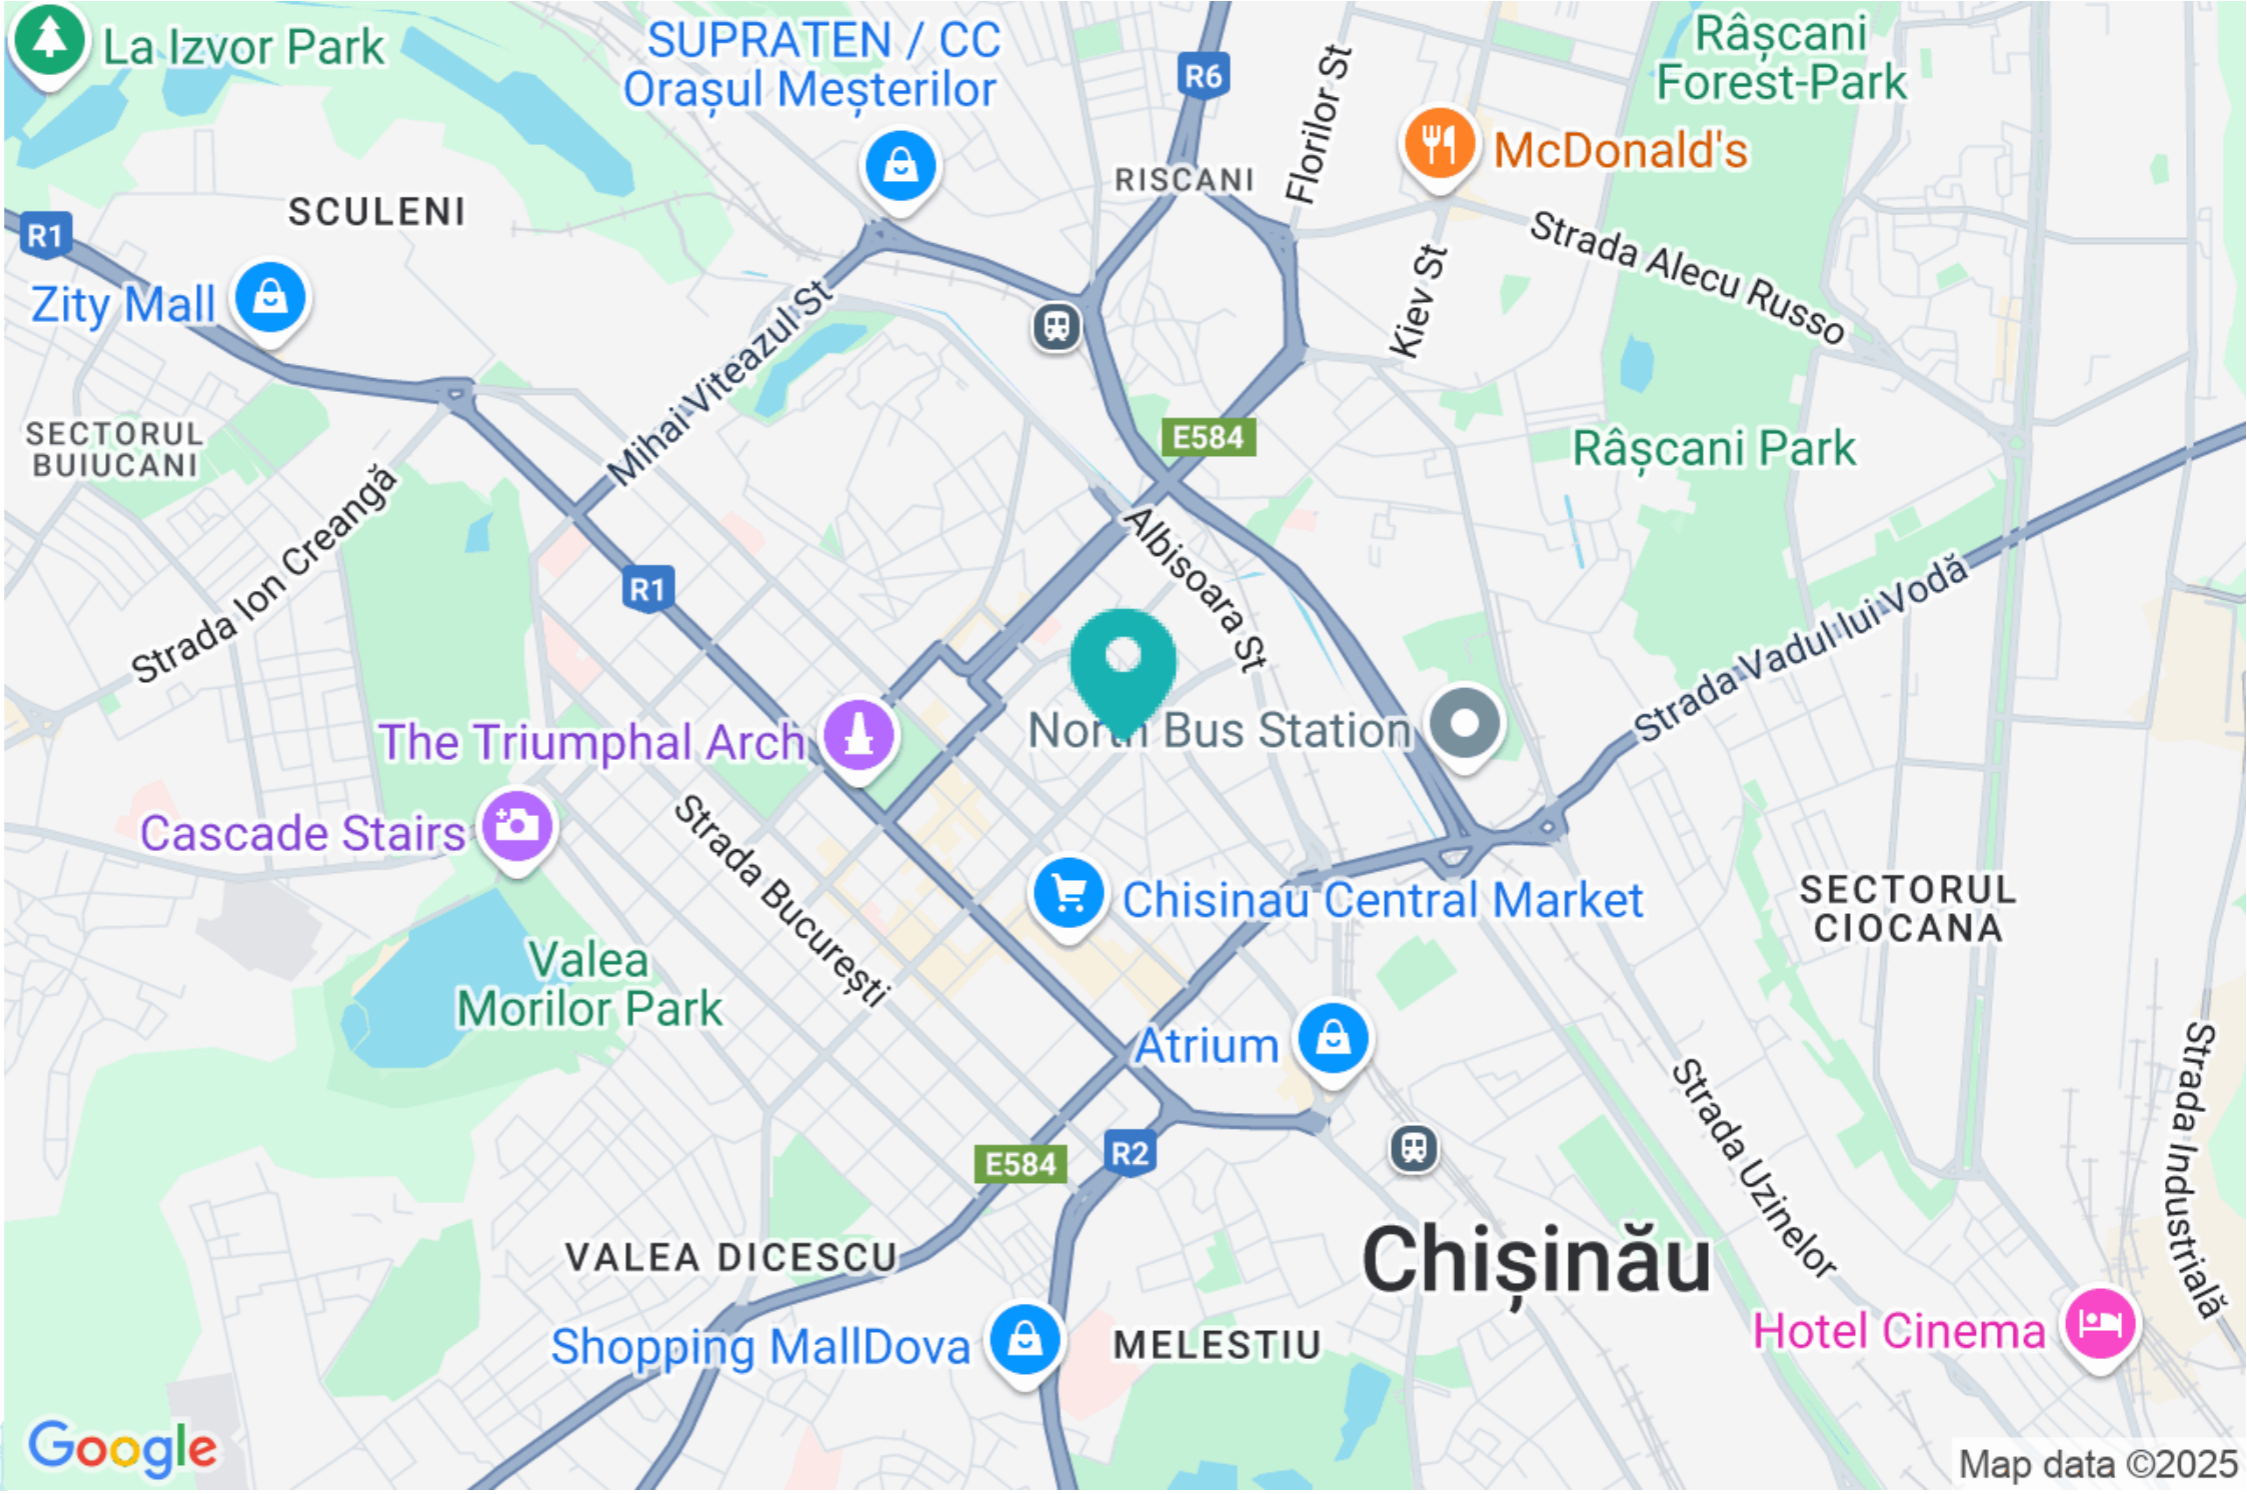 La Izvor Park
SUPRATEN / CC
Orașul Meșterilor
R6
Florilor St
Râșcani
Forest-Park
McDonald's
RISCANI
SCULENI
R1
Zity Mall
Strada Alecu Russo
Kiev St
Mihai Viteazul St
SECTORUL
BUIUCANI
E584
Râșcani Park
Strada Ion Creangă
R1
Albisoara St
Strada Vadul lui Vodă
The Triumphal Arch
North Bus Station
Cascade Stairs
Strada București
Chisinau Central Market
SECTORUL
CIOCANA
Valea
Morilor Park
Atrium
Strada Uzinelor
Strada Industrială
E584
R2
VALEA DICESCU
Chișinău
Shopping MallDova
MELESTIU
Hotel Cinema
Google
Map data ©2025